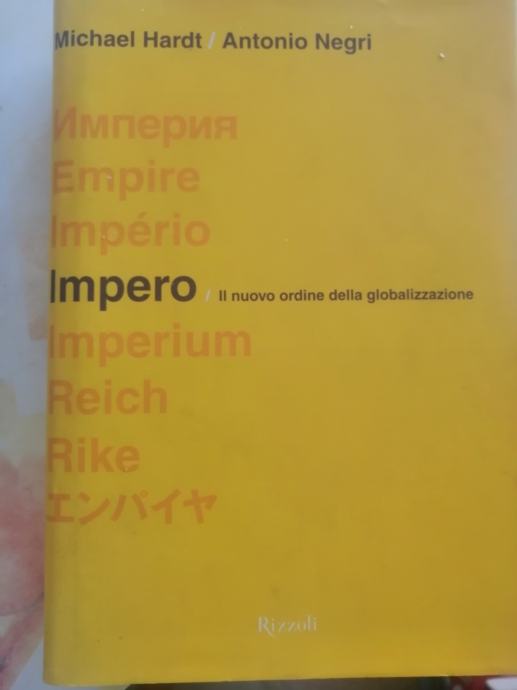 Michael Hardt / Antonio Negri
Империя
Empire
Império
Impero / Il nuovo ordine della globalizzazione
Imperium
Reich
Rike
エンパイヤ
Rizzoli